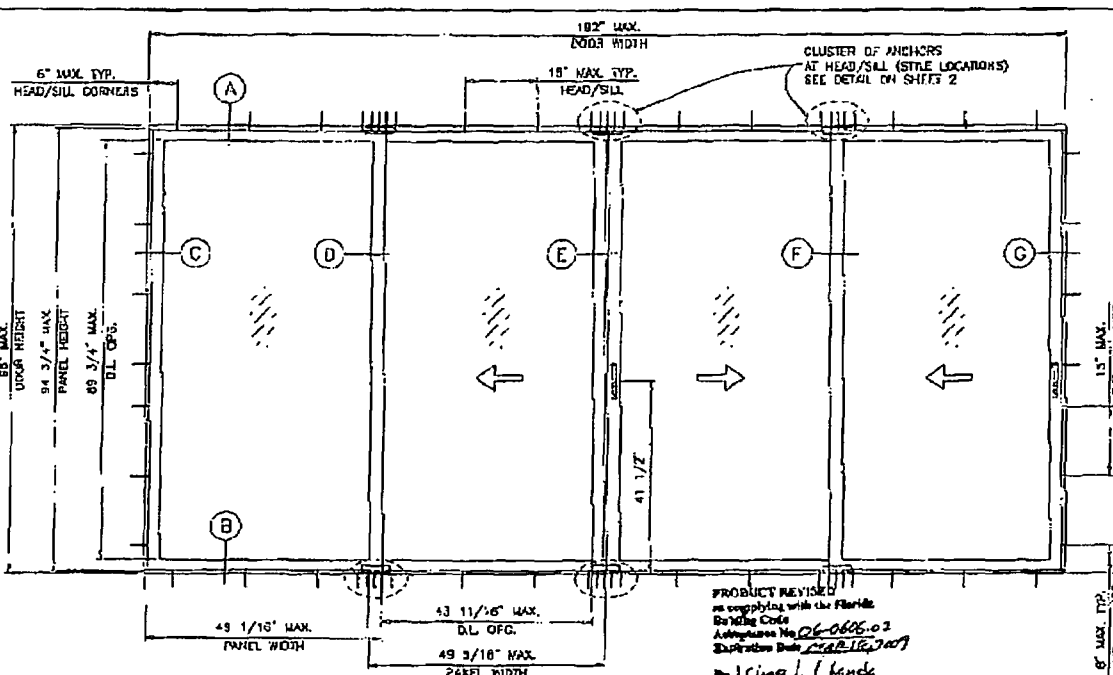 192" MAX.
DOOR WIDTH
CLUSTER OF ANCHORS
AT HEAD/SILL (STILE LOCATIONS)
SEE DETAIL ON SHEET 2
6" MAX. TYP.
HEAD/SILL CORNERS
A
18" MAX. TYP.
HEAD/SILL
C
D
E
F
G
MAX.
DOOR HEIGHT
94 3/4" MAX.
PANEL HEIGHT
89 3/4" MAX.
D.L. OPG.
MAX.
41 1/2"
B
MAX. TYP.
49 1/16" MAX.
PANEL WIDTH
43 11/16" MAX.
D.L. OPG.
49 3/16" MAX.
PANEL WIDTH
PRODUCT REVISED
as complying with the Florida
Building Code
Acceptance No 06-0606.02
Expiration Date
By